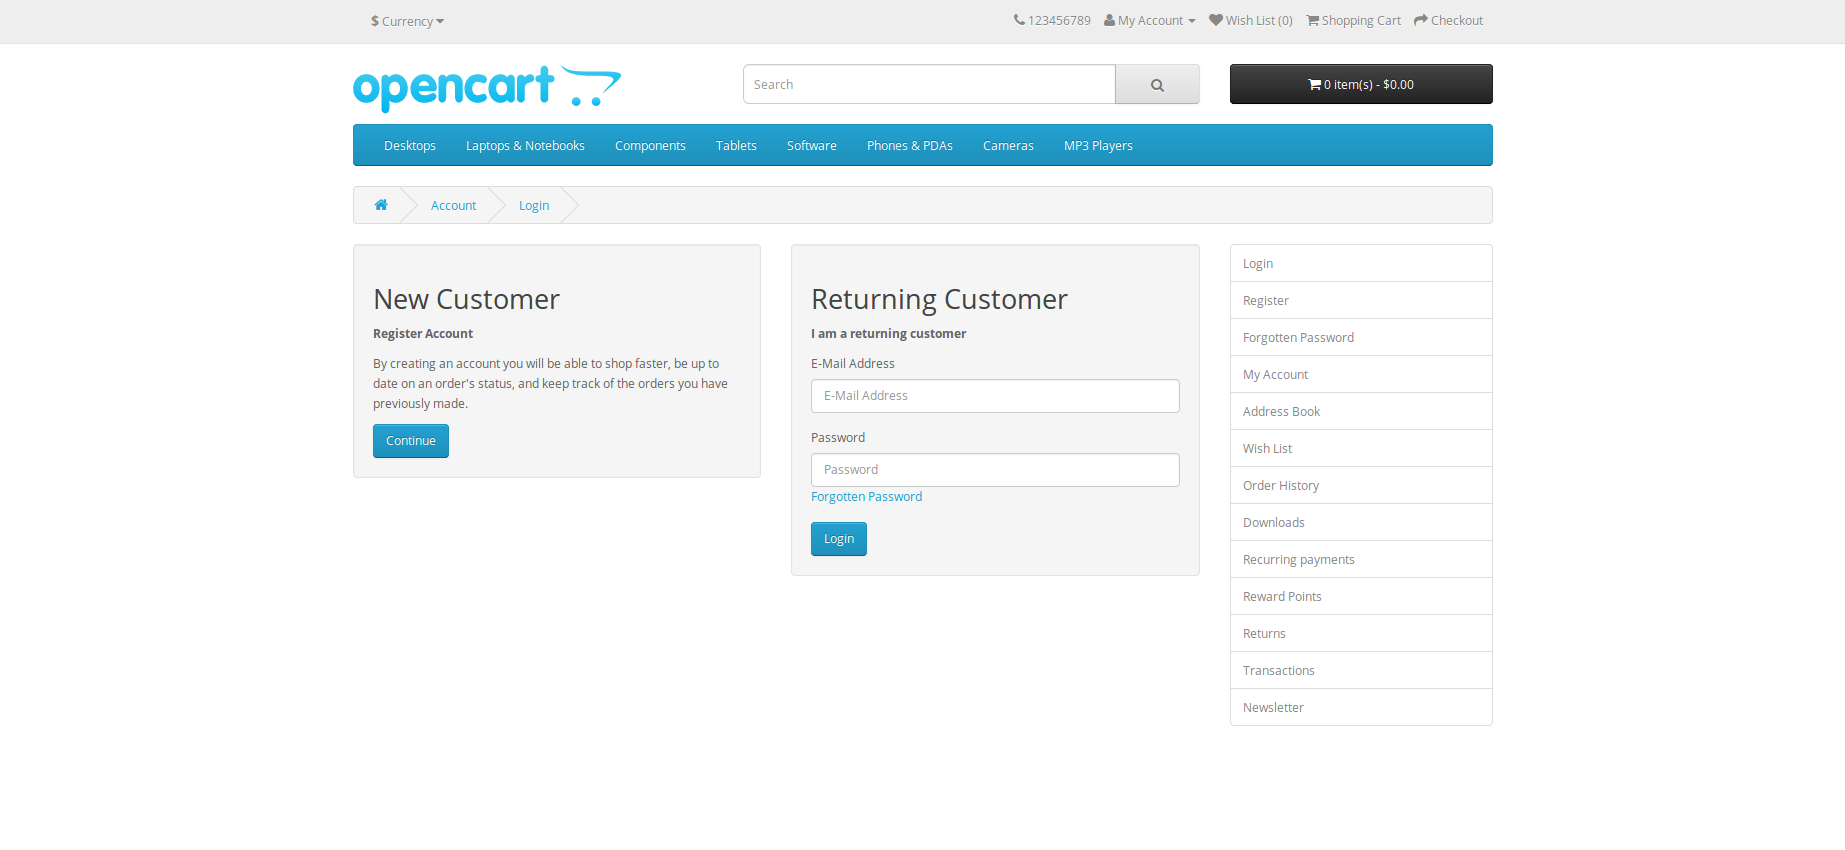 $ Currency
123456789 My Account Wish List (0) Shopping Cart Checkout
opencart
Search
0 item(s) - $0.00
Desktops Laptops & Notebooks Components Tablets Software Phones & PDAs Cameras MP3 Players
Account Login
New Customer
Register Account
By creating an account you will be able to shop faster, be up to
date on an order's status, and keep track of the orders you have
previously made.
Continue
Returning Customer
I am a returning customer
E-Mail Address
E-Mail Address
Password
Password
Forgotten Password
Login
Login
Register
Forgotten Password
My Account
Address Book
Wish List
Order History
Downloads
Recurring payments
Reward Points
Returns
Transactions
Newsletter